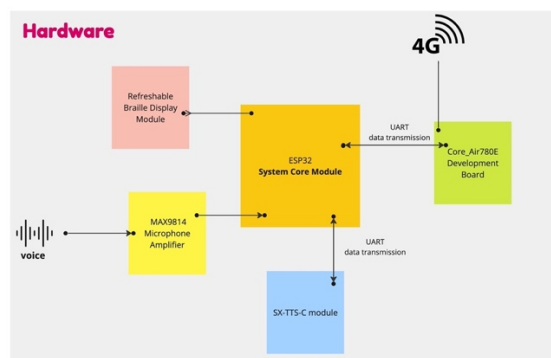 Hardware
4G
Refreshable
Braille Display
Module
UART
data transmission
ESP32
System Core Module
Core_Air780E
Development
Board
MAX9814
Microphone
Amplifier
voice
UART
data transmission
SX-TTS-C module